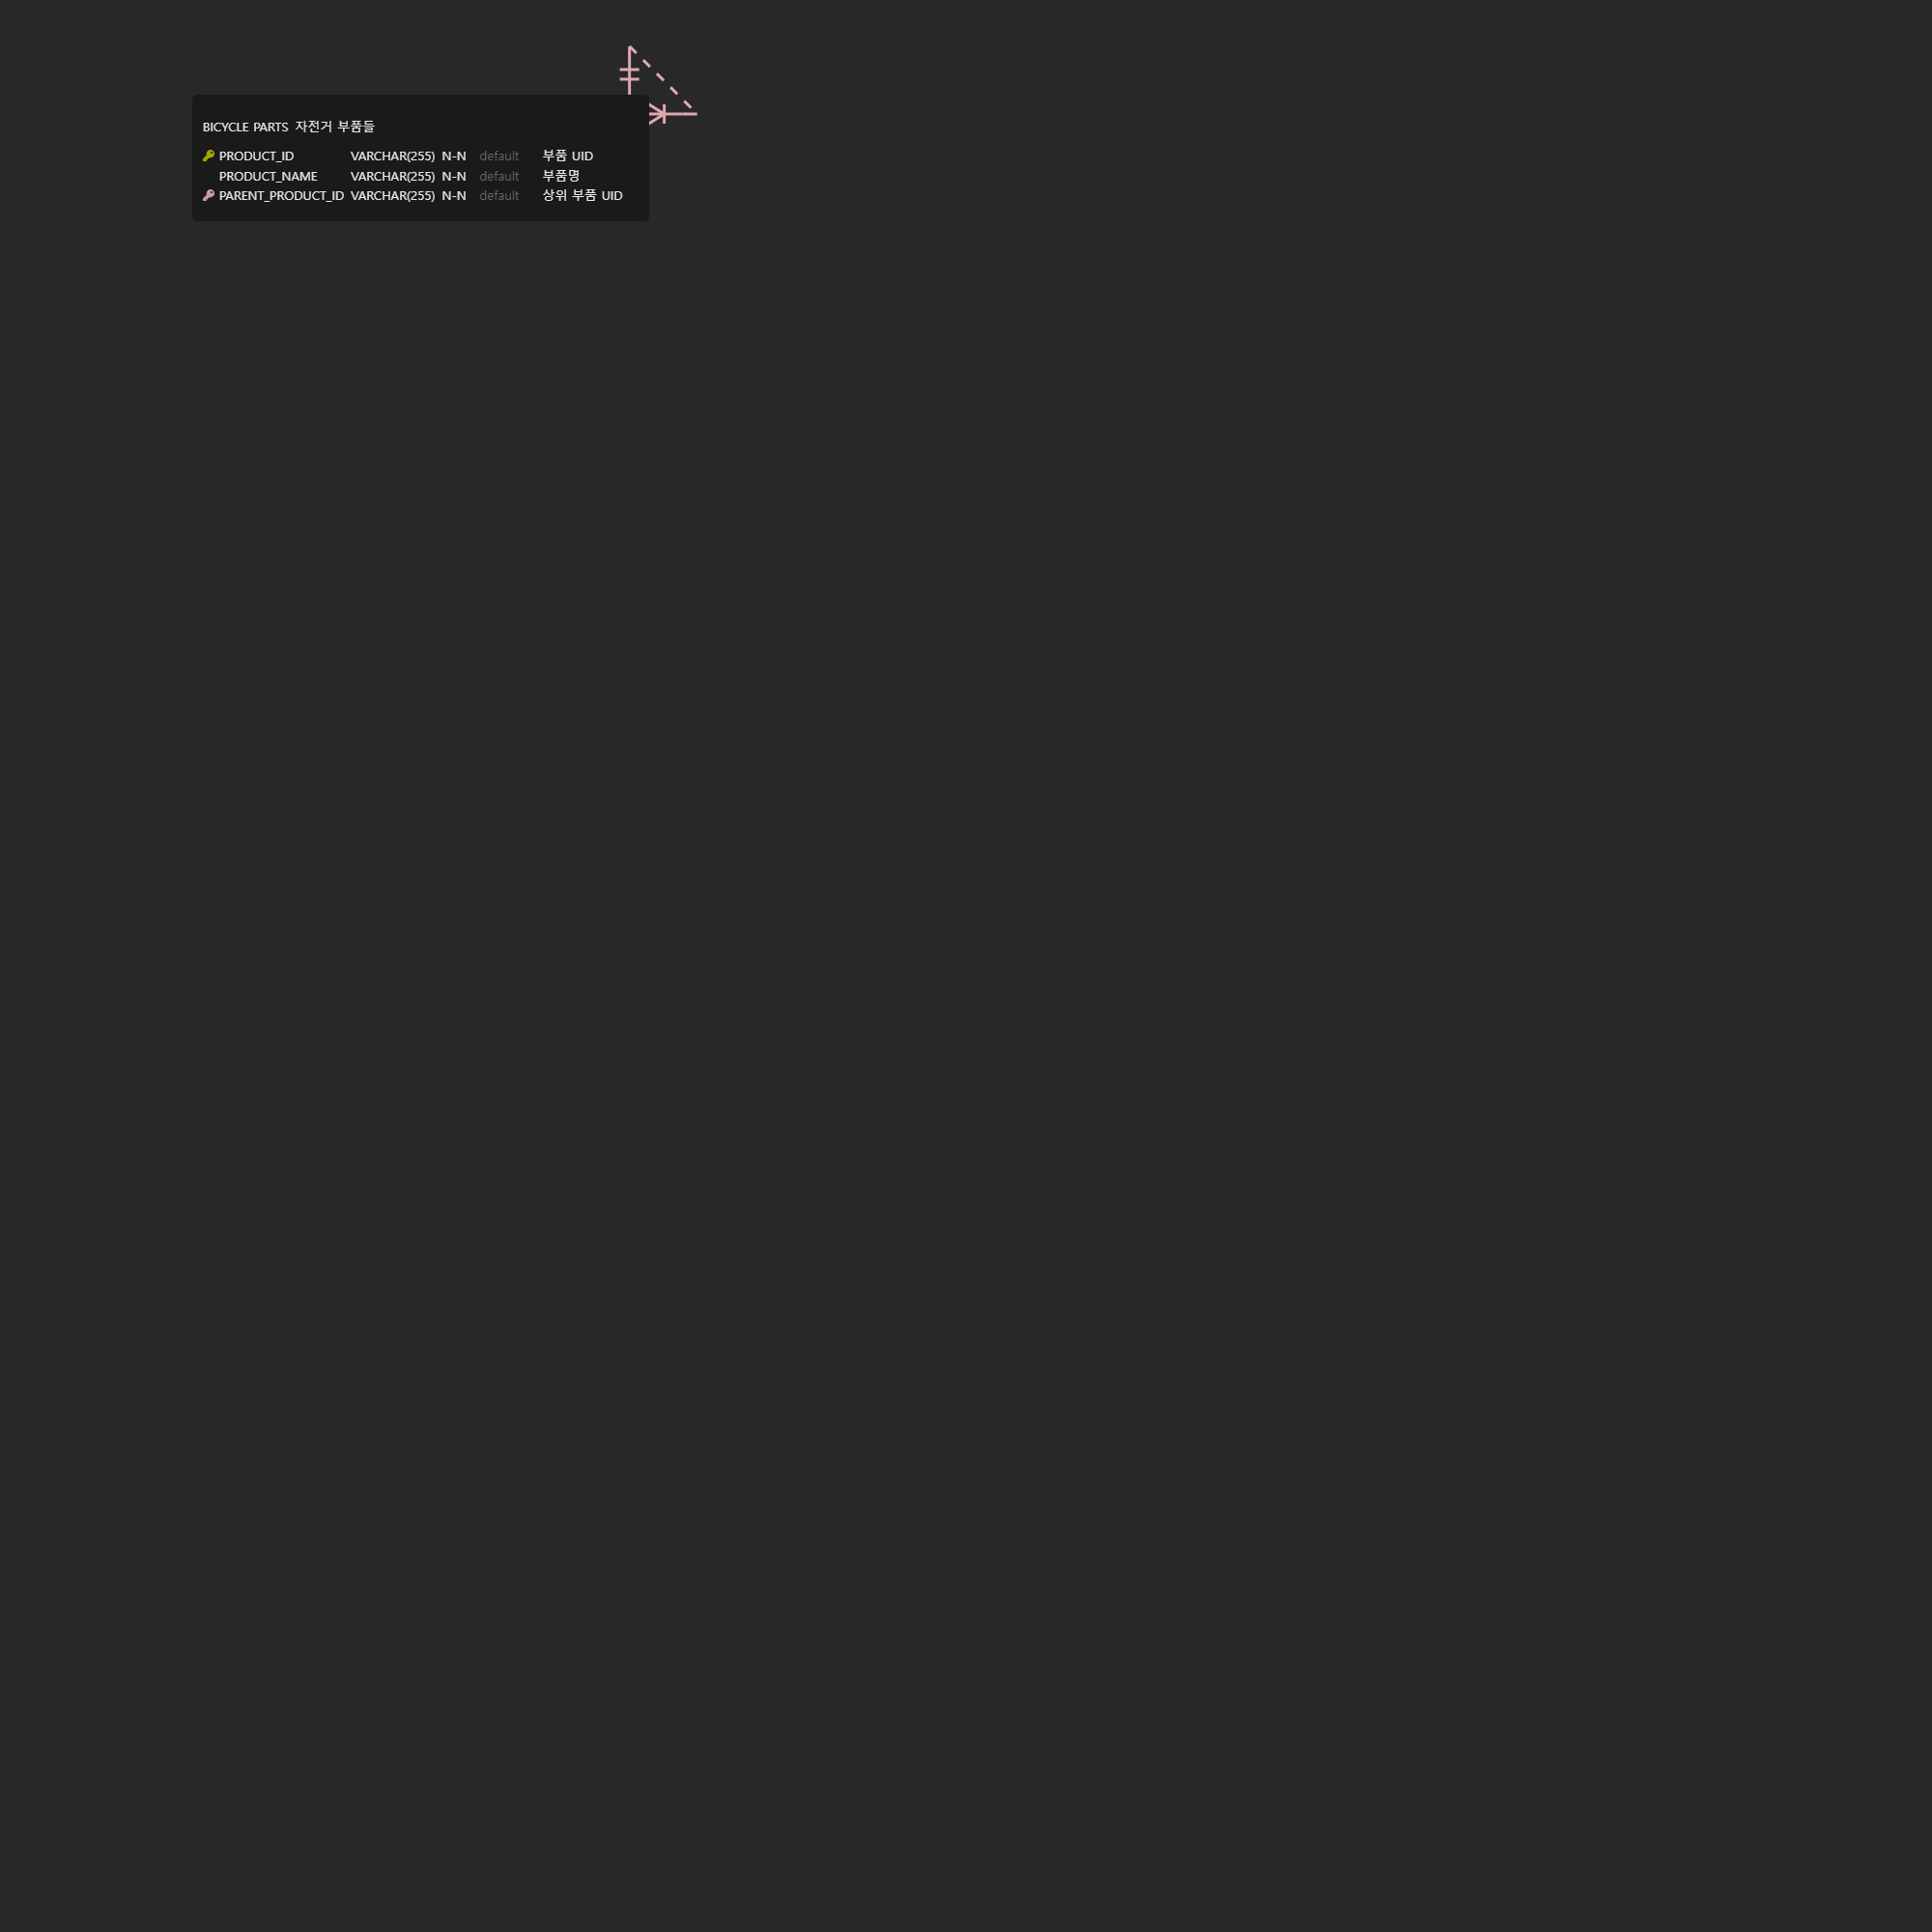 BICYCLE PARTS 자전거 부품들
PRODUCT_ID VARCHAR(255) N-N default 부품 UID
PRODUCT_NAME VARCHAR(255) N-N default 부품명
PARENT_PRODUCT_ID VARCHAR(255) N-N default 상위 부품 UID